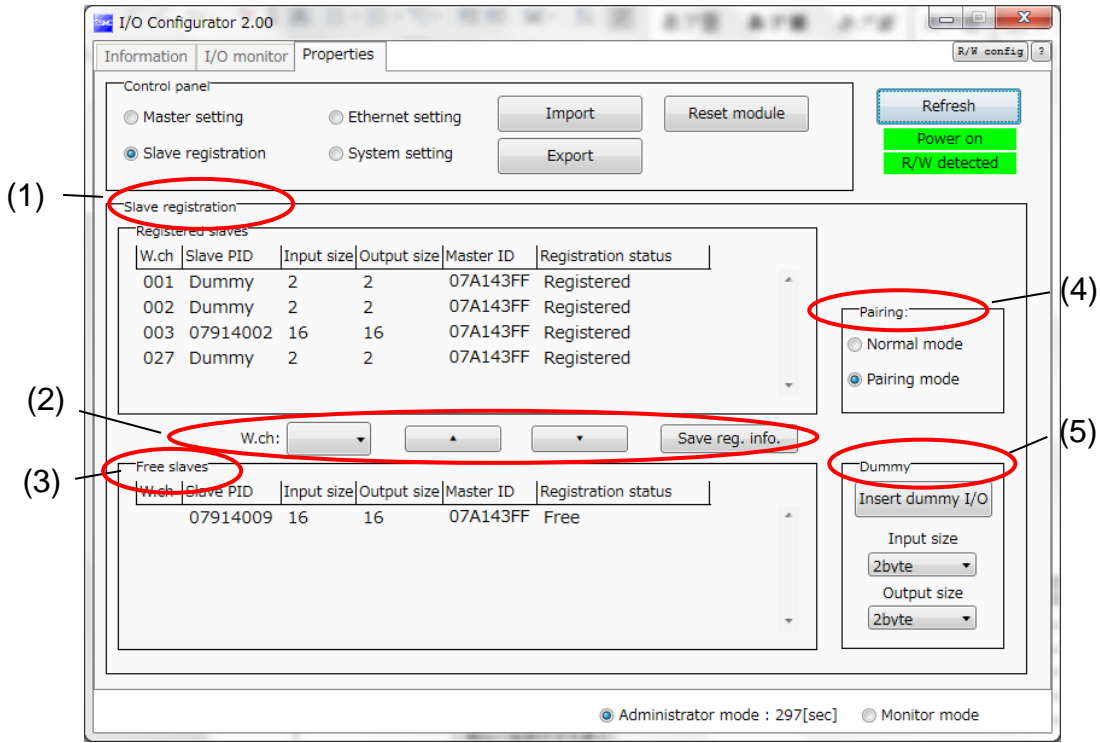 I/O Configurator 2.00
Information I/O monitor Properties R/W config ?
Control panel
Master setting Ethernet setting Import Reset module Refresh
Power on
Slave registration System setting Export R/W detected
(1)
Slave registration
Registered slaves
W.ch Slave PID Input size Output size Master ID Registration status
001 Dummy 2 2 07A143FF Registered
002 Dummy 2 2 07A143FF Registered
003 07914002 16 16 07A143FF Registered
027 Dummy 2 2 07A143FF Registered
(4)
Pairing:
Normal mode
Pairing mode
(2)
W.ch: Save reg. info.
(3)
Free slaves
W.ch Slave PID Input size Output size Master ID Registration status
07914009 16 16 07A143FF Free
(5)
Dummy
Insert dummy I/O
Input size
2byte
Output size
2byte
Administrator mode : 297[sec] Monitor mode